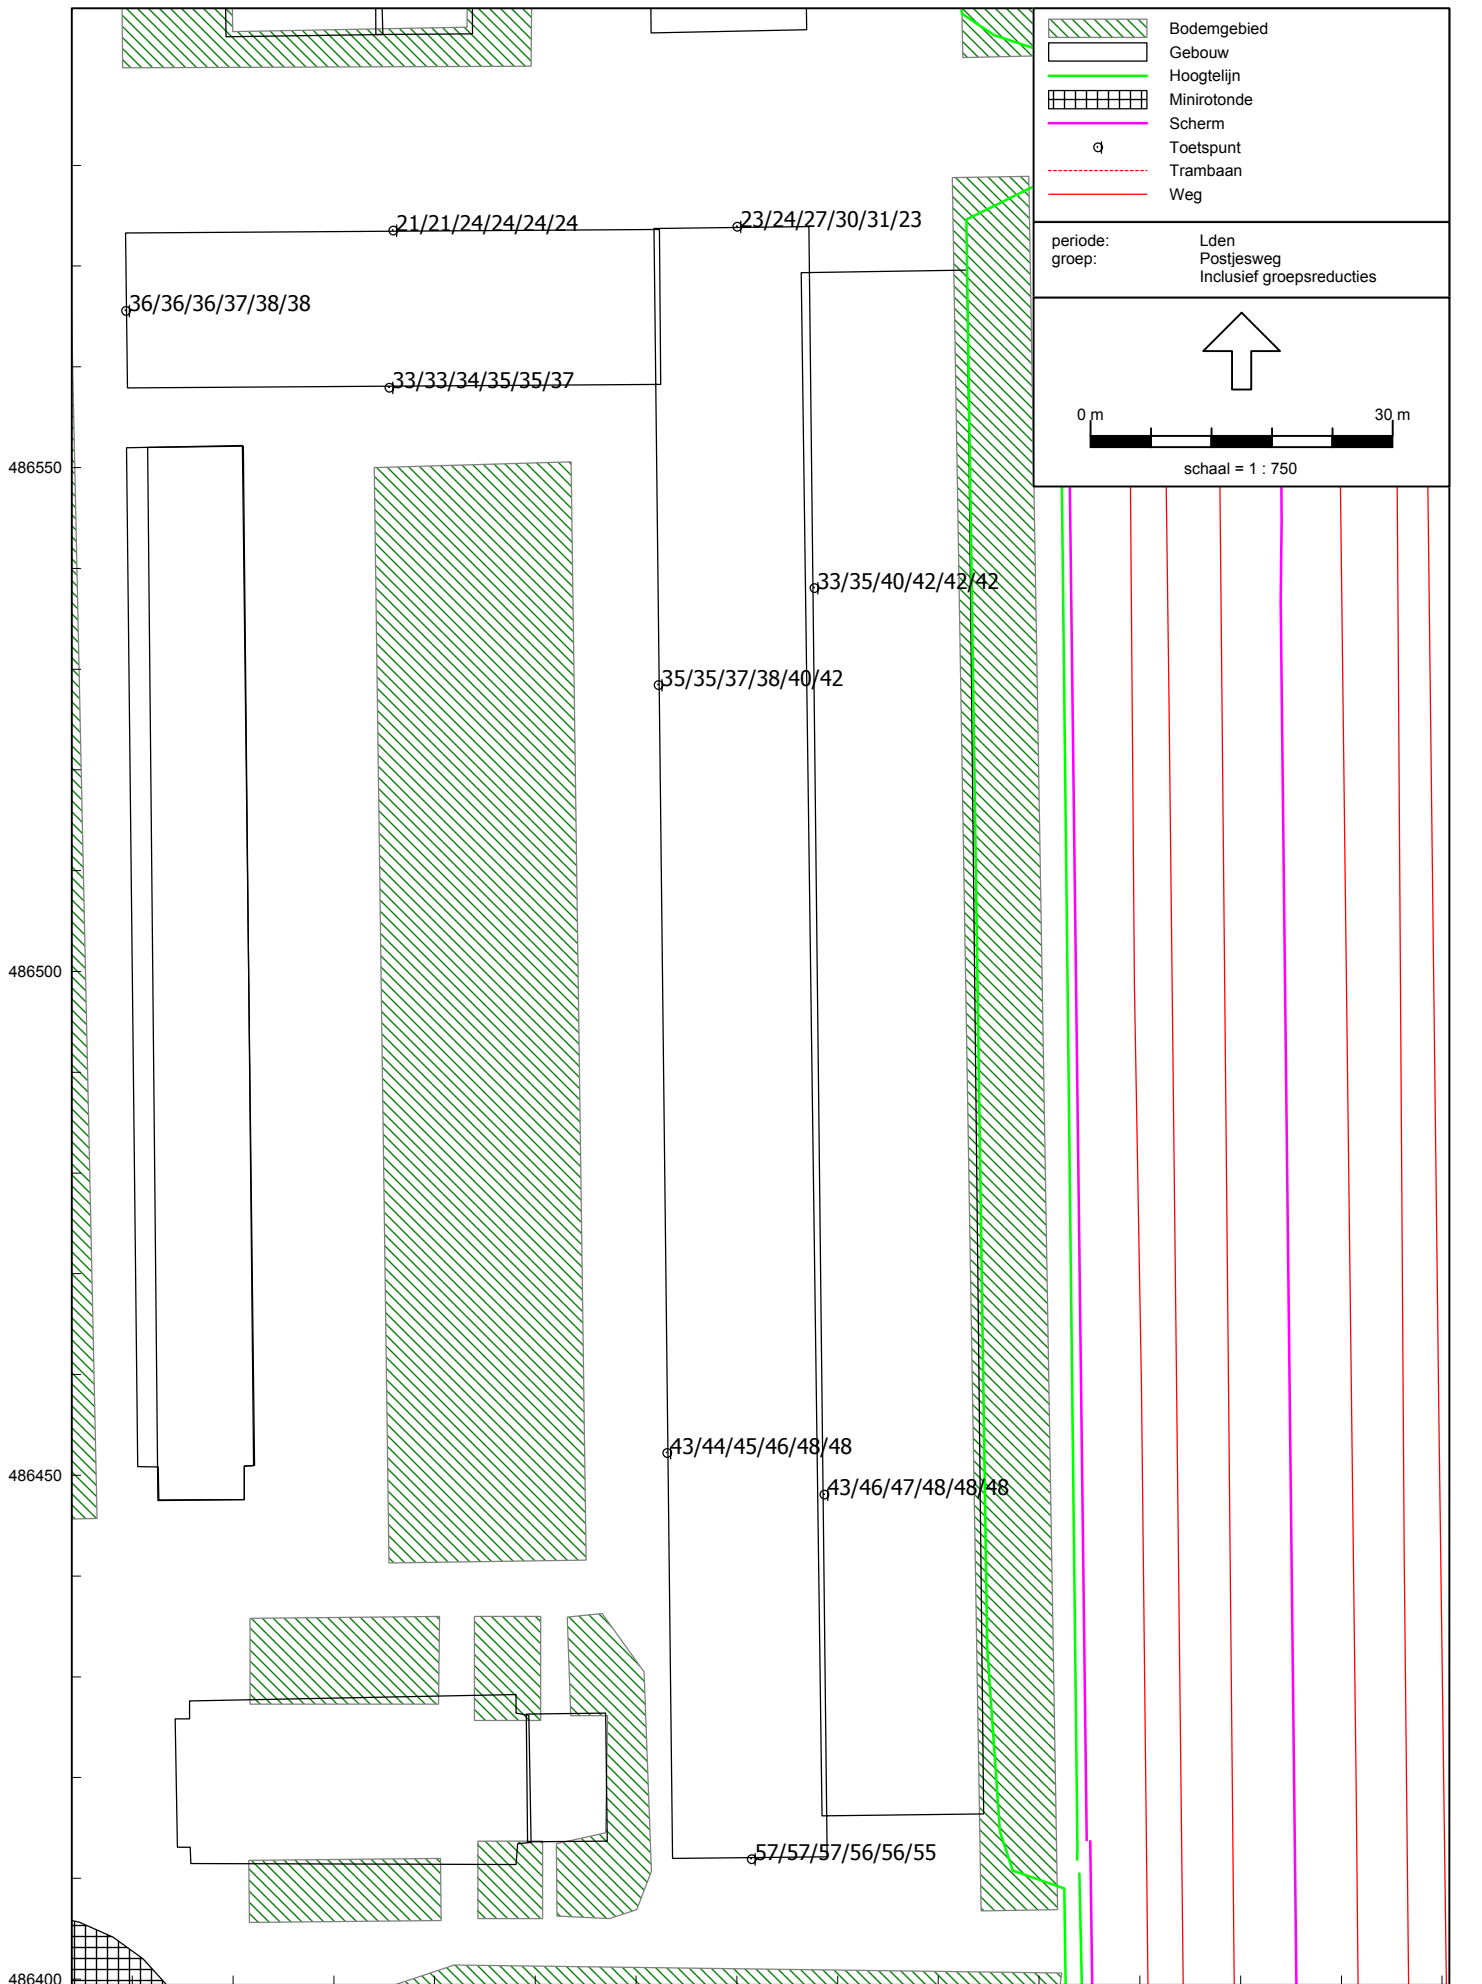 Bodemgebied
Gebouw
Hoogtelijn
Minirotonde
Scherm
Toetspunt
Trambaan
Weg
periode: Lden
groep: Postjesweg
Inclusief groepsreducties
0 m 30 m
schaal = 1 : 750
21/21/24/24/24/24
23/24/27/30/31/23
36/36/36/37/38/38
33/33/34/35/35/37
486550
33/35/40/42/42/42
35/35/37/38/40/42
486500
43/44/45/46/48/48
486450
43/46/47/48/48/48
57/57/57/56/56/55
486400